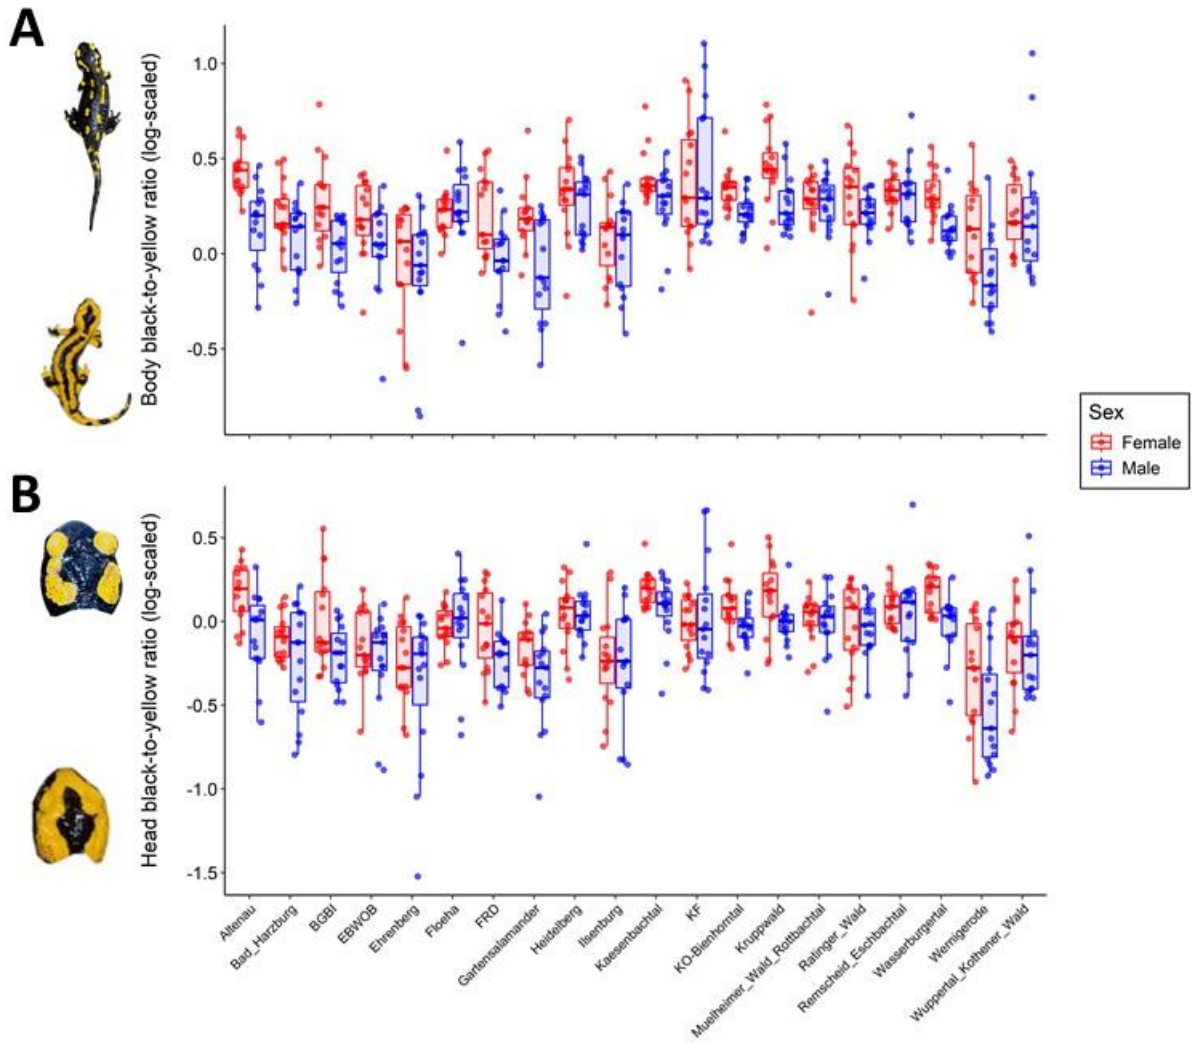 A
Body black-to-yellow ratio (log-scaled)
1.0
0.5
0.0
-0.5
Sex
Female
Male
B
Head black-to-yellow ratio (log-scaled)
0.5
0.0
-0.5
-1.0
-1.5
Altenau
Bad_Harzburg
BGBI
EBWOB
Ehrenberg
Floeha
FRD
Gartensalamander
Heidelberg
Ilsenburg
Kaesenbachtal
KF
KO-Bienhorntal
Kruppwald
Muelheimer_Wald_Rottbachtal
Ratinger_Wald
Remscheid_Eschbachtal
Wasserburgertal
Wernigerode
Wuppertal_Kothener_Wald